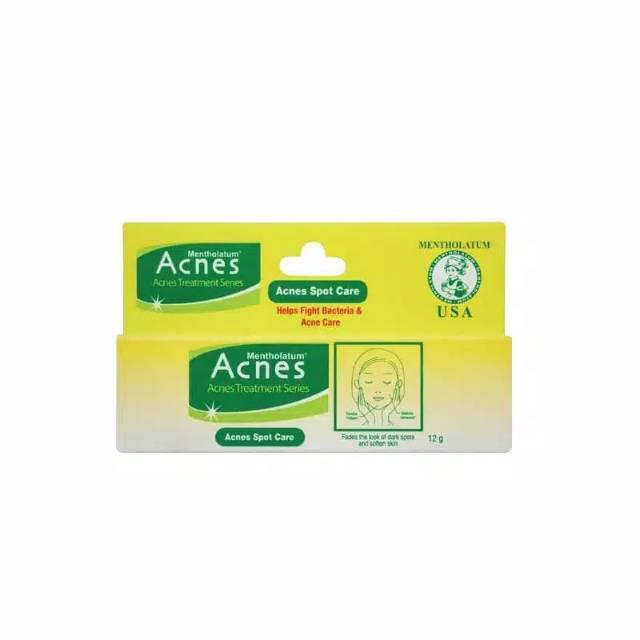 Mentholatum®
Acnes
Acnes Treatment Series
Acnes Spot Care
Helps Fight Bacteria &
Acne Care
MENTHOLATUM
USA
Mentholatum®
Acnes
Acnes Treatment Series
Acnes Spot Care
Fades the look of dark spots
and soften skin
12 g